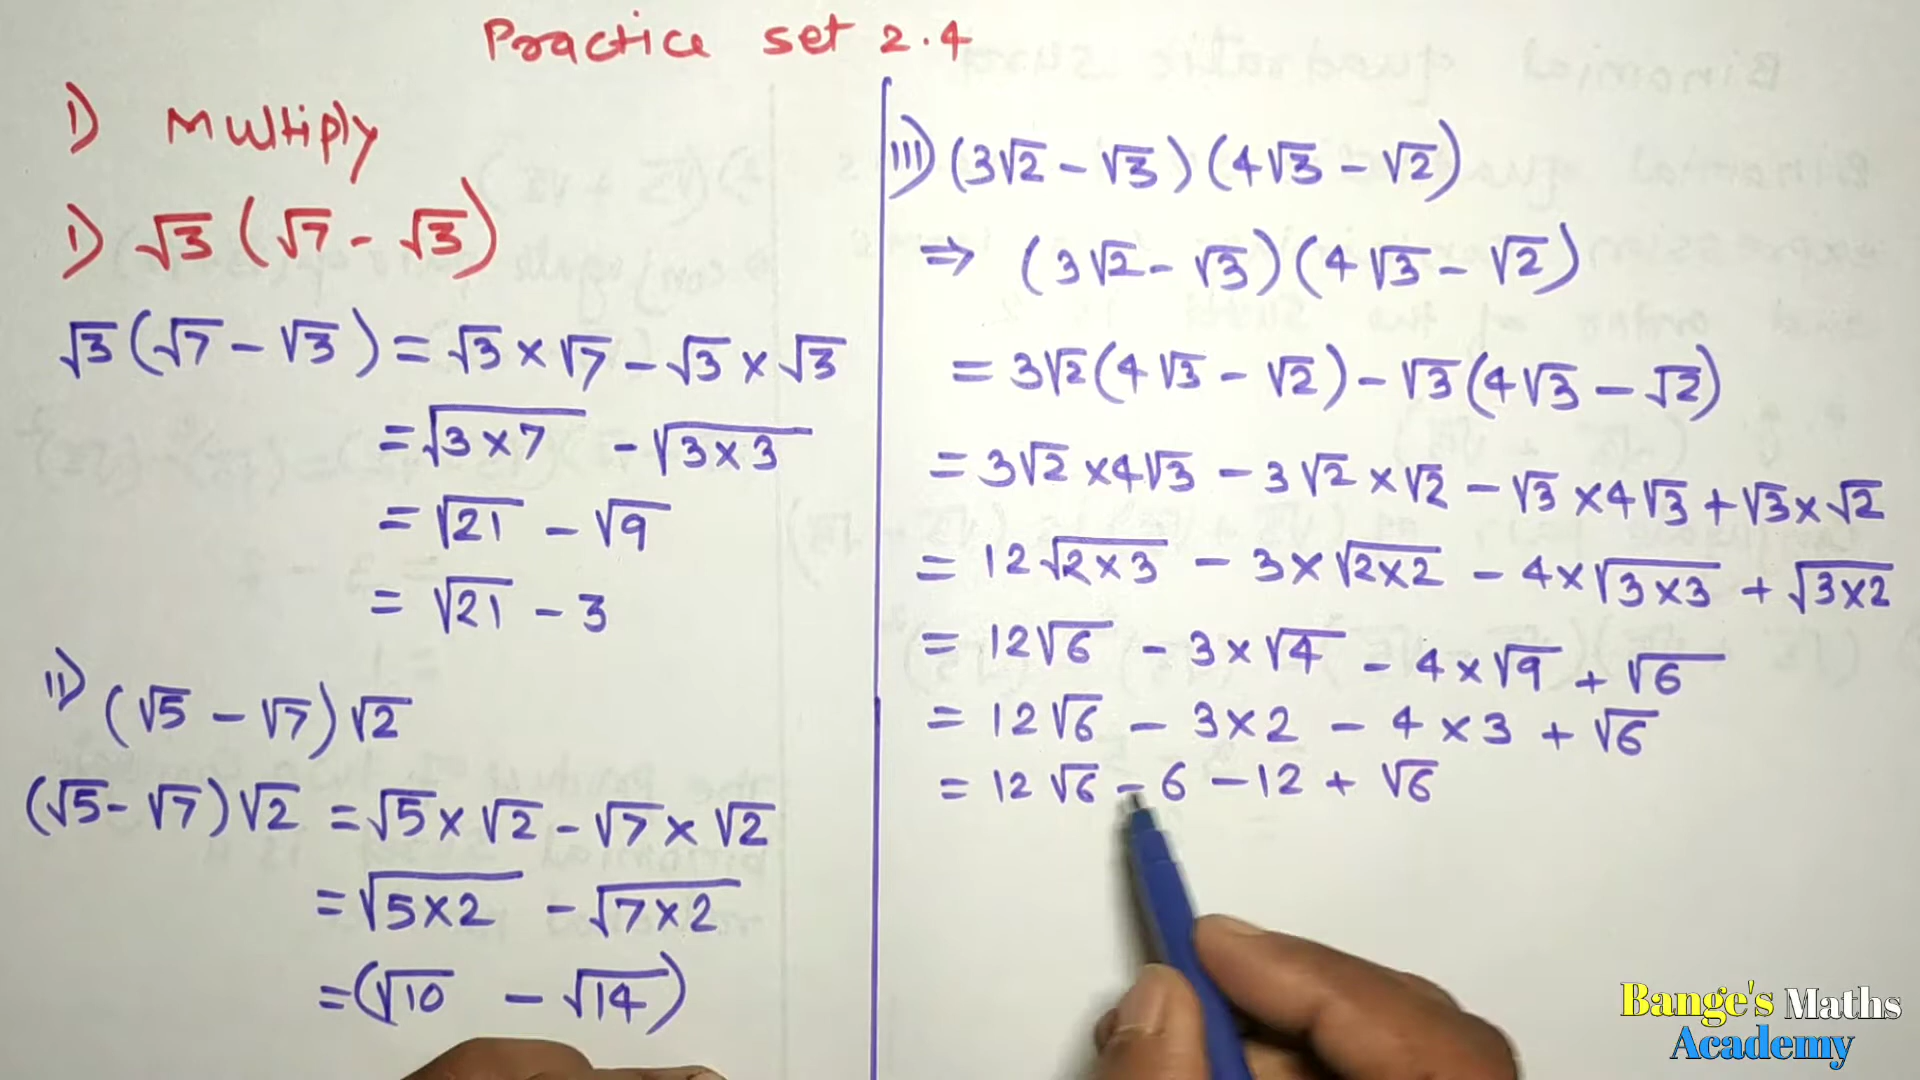 Practice set 2.4
1) Multiply
1) √3 (√7 - √3)
√3 (√7 - √3) = √3 × √7 - √3 × √3
= √3×7 - √3×3
= √21 - √9
= √21 - 3
ii) (√5 - √7) √2
(√5 - √7) √2 = √5 × √2 - √7 × √2
= √5×2 - √7×2
= (√10 - √14)
iii) (3√2 - √3) (4√3 - √2)
⇒ (3√2 - √3) (4√3 - √2)
= 3√2 (4√3 - √2) - √3 (4√3 - √2)
= 3√2 × 4√3 - 3√2 × √2 - √3 × 4√3 + √3 × √2
= 12 √2×3 - 3 × √2×2 - 4 × √3×3 + √3×2
= 12√6 - 3 × √4 - 4 × √9 + √6
= 12√6 - 3 × 2 - 4 × 3 + √6
= 12 √6 - 6 - 12 + √6
Bange's Maths
Academy